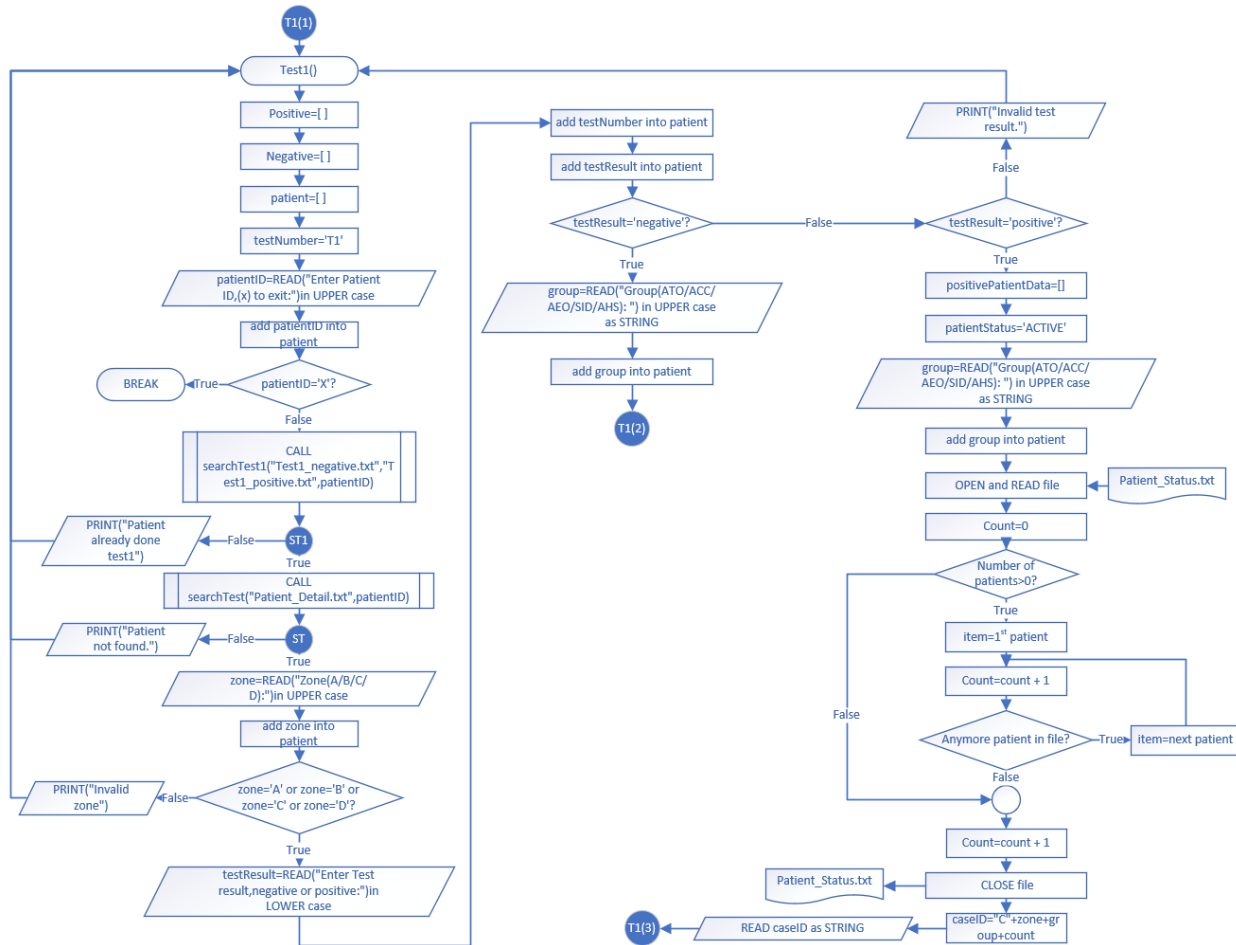 T1(1)
Test1()
Positive=[ ]
Negative=[ ]
patient=[ ]
testNumber='T1'
patientID=READ("Enter Patient
ID,(x) to exit:")in UPPER case
add patientID into
patient
patientID='X'?
True
BREAK
False
CALL
searchTest1("Test1_negative.txt","T
est1_positive.txt",patientID)
ST1
False
PRINT("Patient
already done
test1")
True
CALL
searchTest("Patient_Detail.txt",patientID)
ST
False
PRINT("Patient
not found.")
True
zone=READ("Zone(A/B/C/
D):")in UPPER case
add zone into
patient
zone='A' or zone='B' or
zone='C' or zone='D'?
False
PRINT("Invalid
zone")
True
testResult=READ("Enter Test
result,negative or positive:")in
LOWER case
add testNumber into patient
add testResult into patient
testResult='negative'?
False
True
group=READ("Group(ATO/ACC/
AEO/SID/AHS): ") in UPPER case
as STRING
add group into patient
T1(2)
PRINT("Invalid test
result.")
False
testResult='positive'?
True
positivePatientData=[]
patientStatus='ACTIVE'
group=READ("Group(ATO/ACC/
AEO/SID/AHS): ") in UPPER case
as STRING
add group into patient
OPEN and READ file
Patient_Status.txt
Count=0
Number of
patients>0?
True
False
item=1st patient
Count=count + 1
Anymore patient in file?
True
item=next patient
False
Count=count + 1
CLOSE file
Patient_Status.txt
caseID="C"+zone+gr
oup+count
READ caseID as STRING
T1(3)